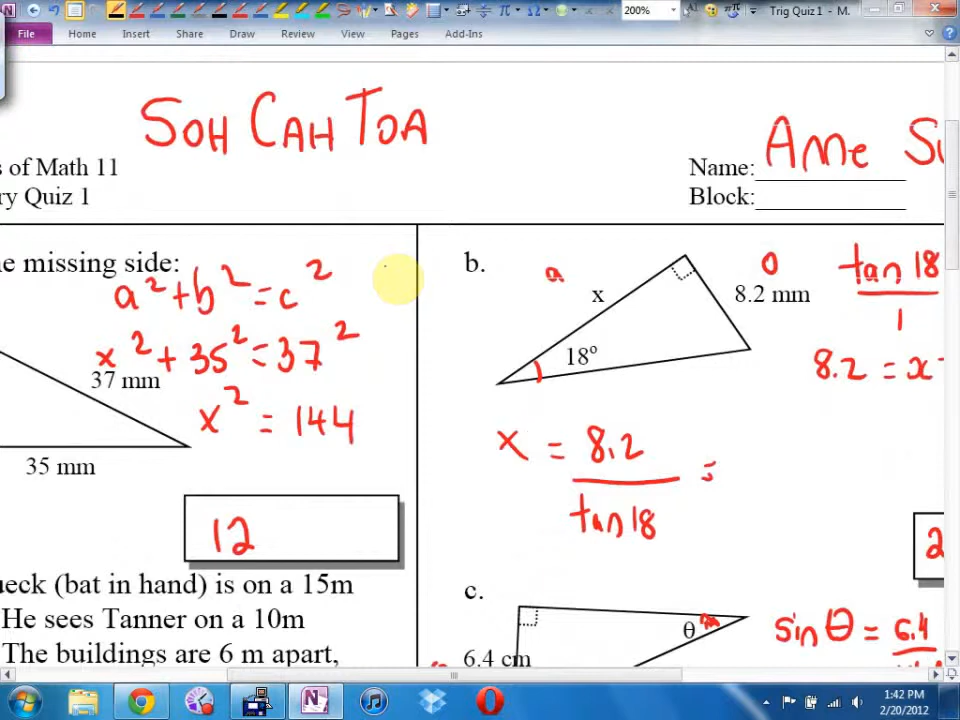 200%
Trig Quiz 1 - M.
File Home Insert Share Draw Review View Pages Add-Ins
SOH CAH TOA
s of Math 11
ry Quiz 1
Name:
Block:
ne missing side:
a² + b² = c²
x² + 35² = 37²
37 mm
x² = 144
35 mm
12
ueck (bat in hand) is on a 15m
He sees Tanner on a 10m
The buildings are 6 m apart,
b.
a
x
o
8.2 mm
18º
tan 18
1
8.2 = x
x = 8.2 =
tan 18
2
c.
θ
6.4 cm
sin θ = 6.4
1:42 PM
2/20/2012